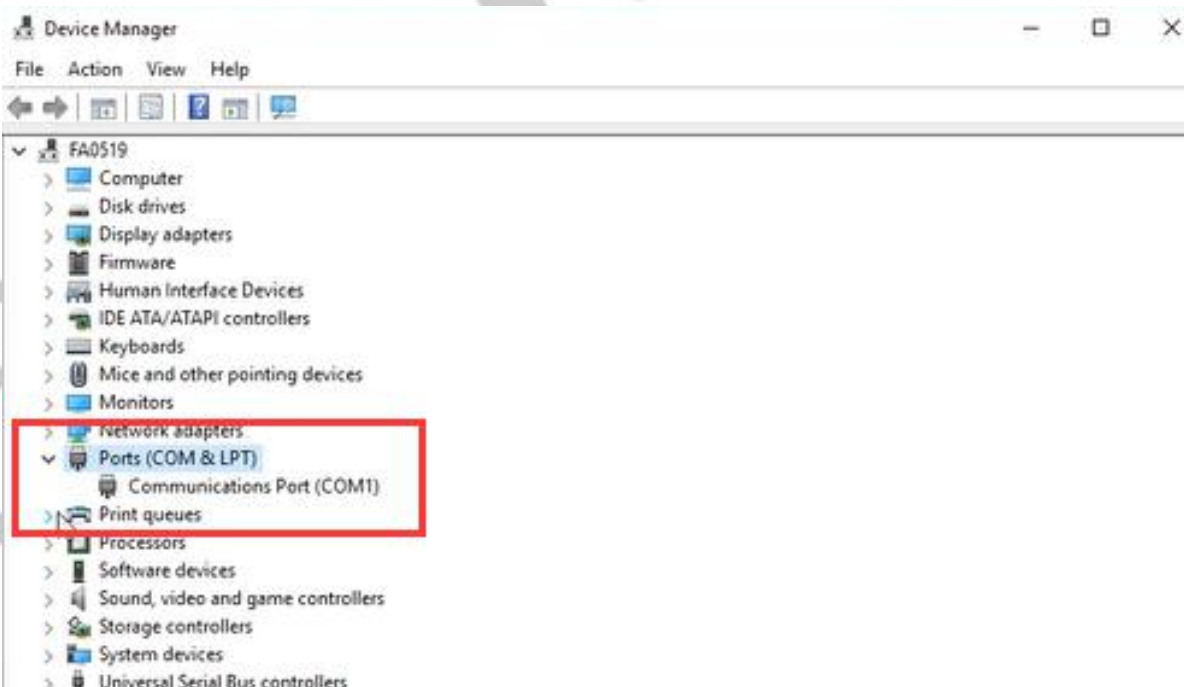 Device Manager
File Action View Help
FA0519
Computer
Disk drives
Display adapters
Firmware
Human Interface Devices
IDE ATA/ATAPI controllers
Keyboards
Mice and other pointing devices
Monitors
Network adapters
Ports (COM & LPT)
Communications Port (COM1)
Print queues
Processors
Software devices
Sound, video and game controllers
Storage controllers
System devices
Universal Serial Bus controllers